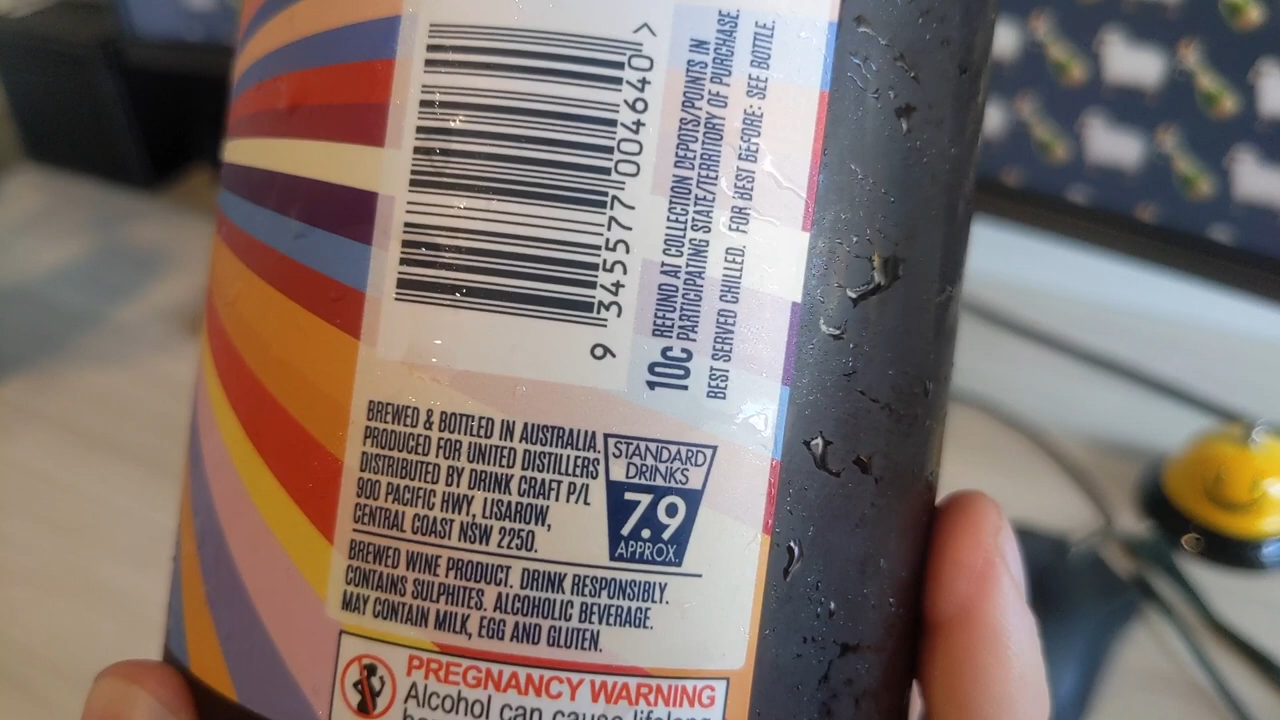 9 345577 004640 >
10C REFUND AT COLLECTION DEPOTS/POINTS IN
PARTICIPATING STATE/TERRITORY OF PURCHASE.
BEST SERVED CHILLED. FOR BEST BEFORE: SEE BOTTLE.
BREWED & BOTTLED IN AUSTRALIA.
PRODUCED FOR UNITED DISTILLERS
DISTRIBUTED BY DRINK CRAFT P/L
900 PACIFIC HWY, LISAROW,
CENTRAL COAST NSW 2250.
STANDARD
DRINKS
7.9
APPROX.
BREWED WINE PRODUCT. DRINK RESPONSIBLY.
CONTAINS SULPHITES. ALCOHOLIC BEVERAGE.
MAY CONTAIN MILK, EGG AND GLUTEN.
PREGNANCY WARNING
Alcohol can cause lifelong